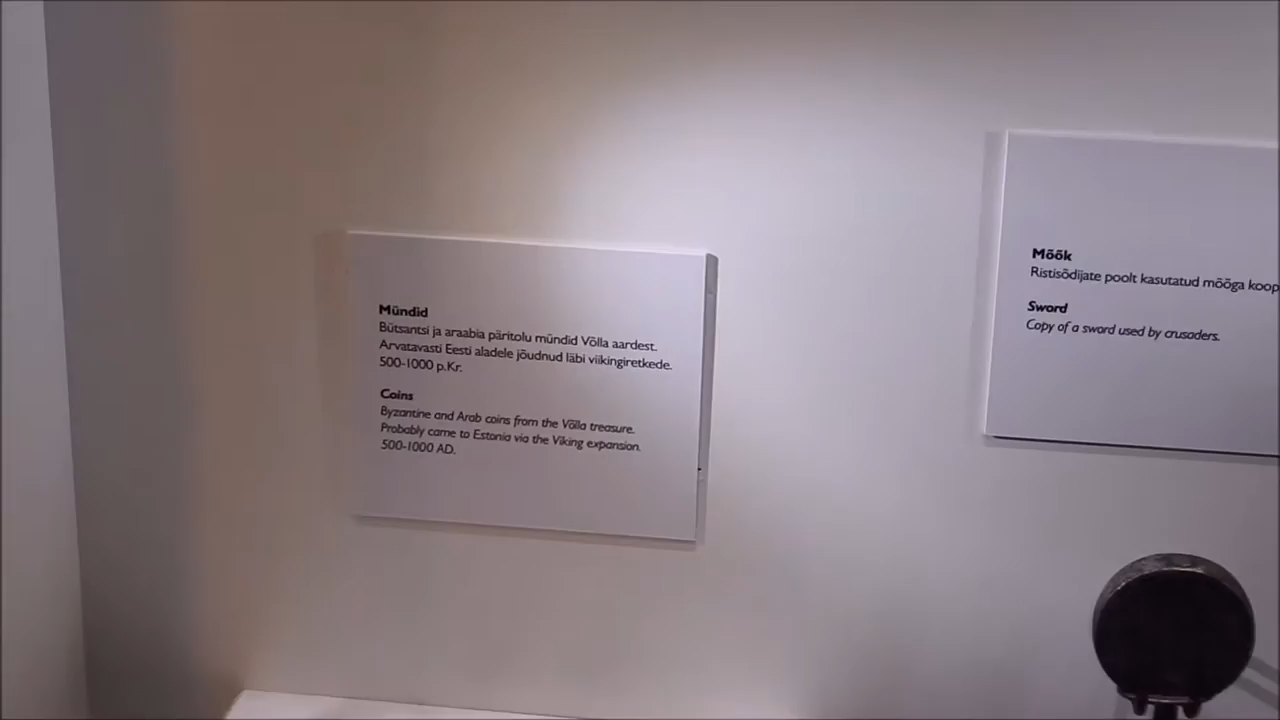 Mündid
Bütsantsi ja araabia päritolu mündid Võlla aardest.
Arvatavasti Eesti aladele jõudnud läbi viikingiretkede.
500-1000 p.Kr.
Coins
Byzantine and Arab coins from the Võlla treasure.
Probably came to Estonia via the Viking expansion.
500-1000 AD.
Mõõk
Ristisõdijate poolt kasutatud mõõga koop
Sword
Copy of a sword used by crusaders.